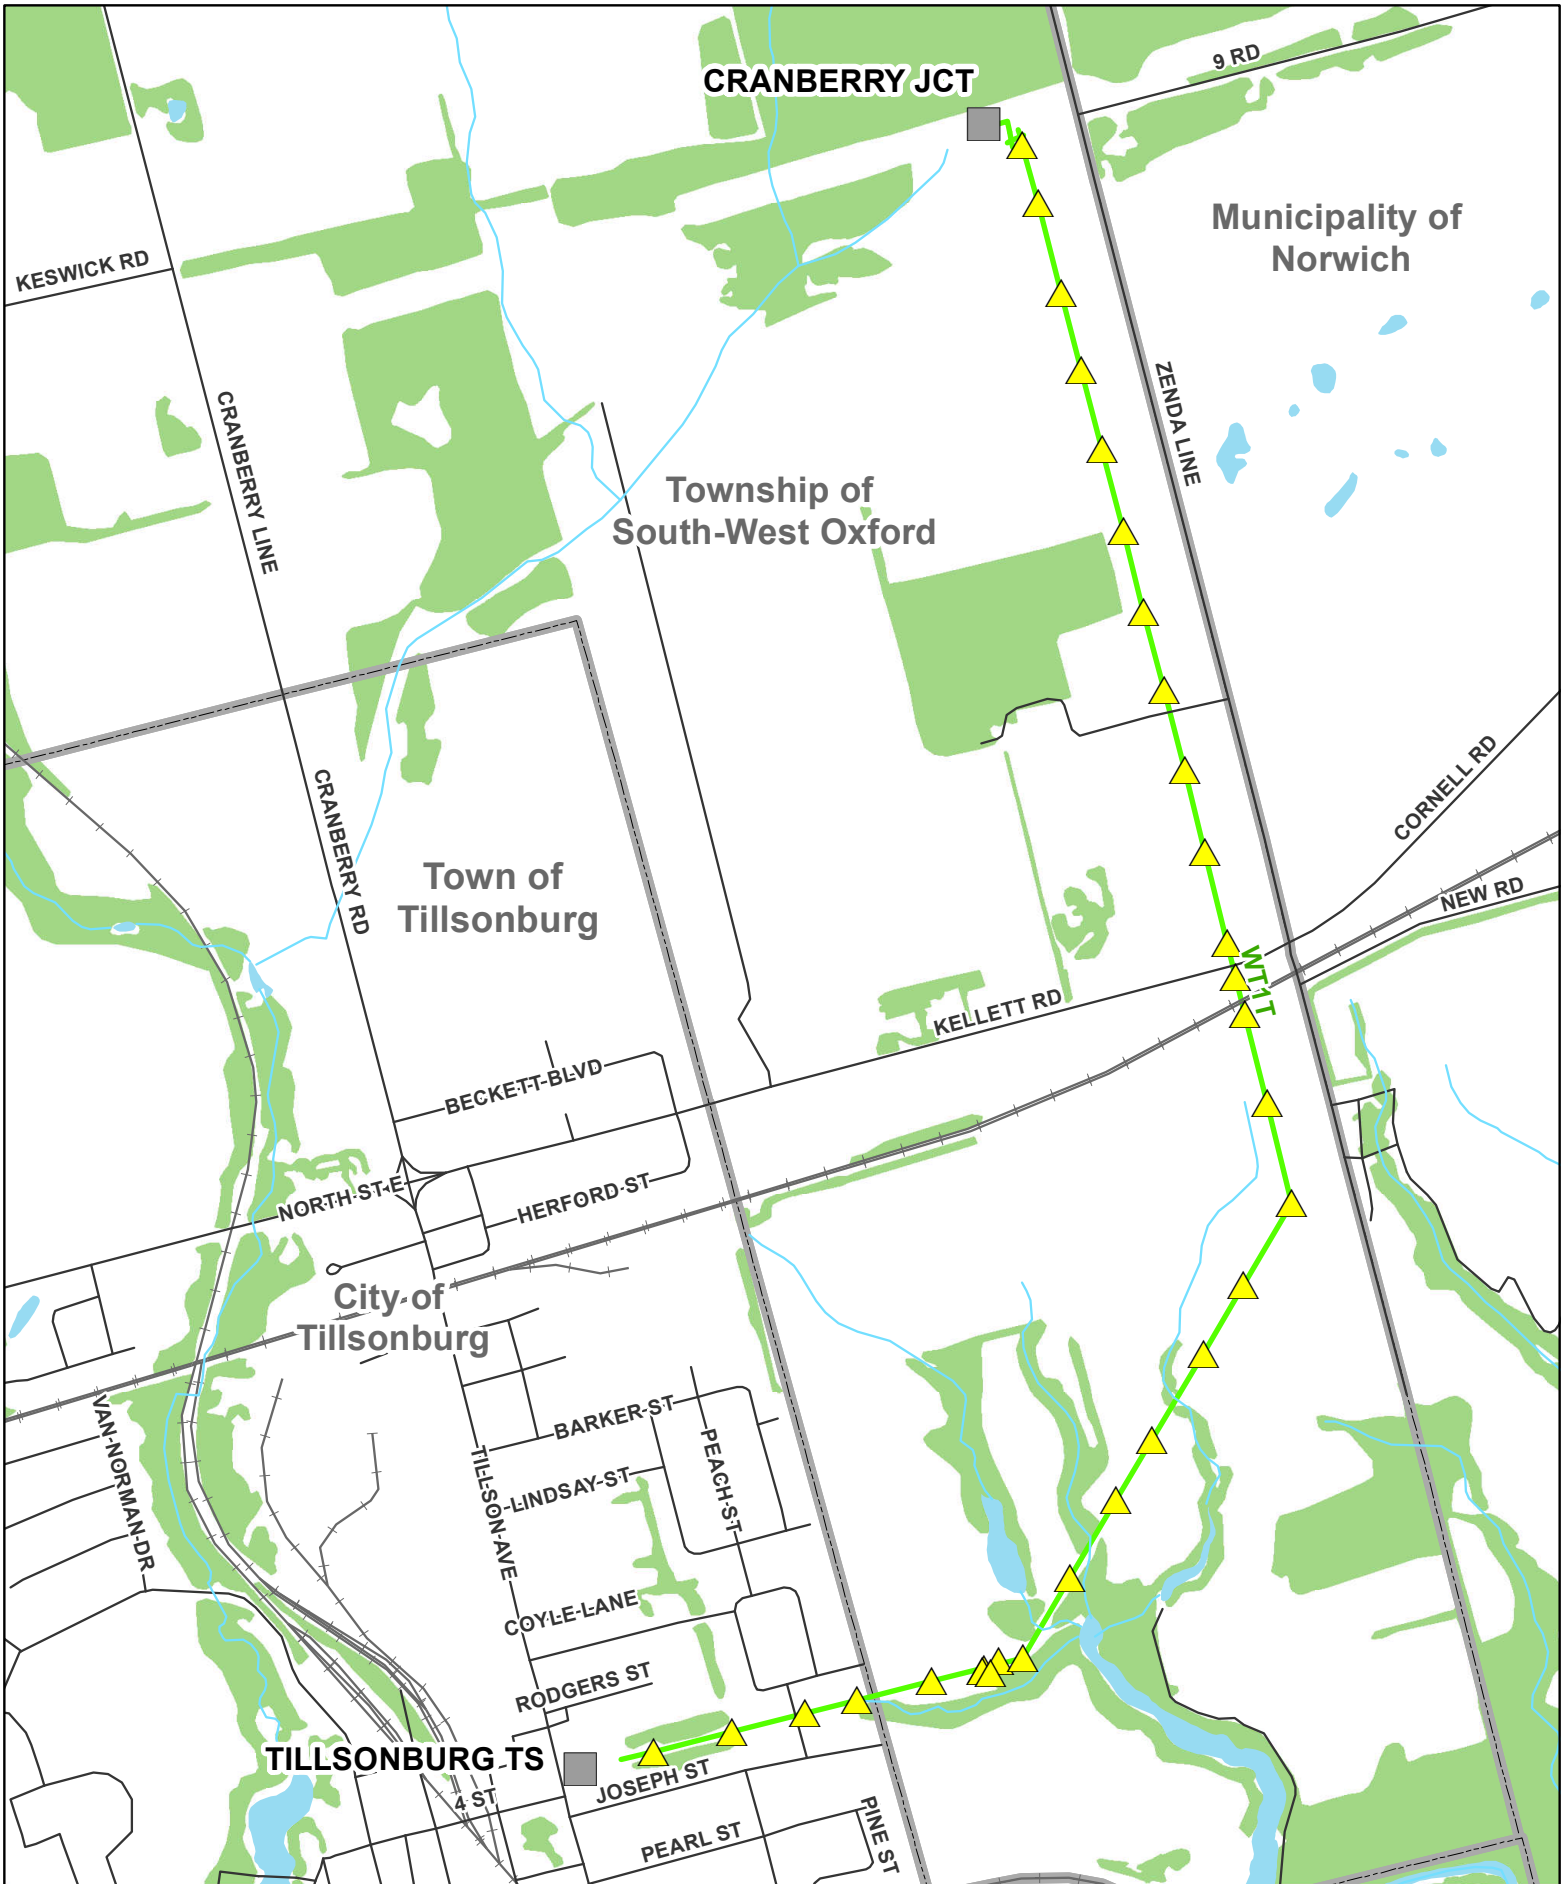 9 RD
CRANBERRY JCT
Municipality of
Norwich
KESWICK RD
ZENDA LINE
CRANBERRY LINE
Township of
South-West Oxford
CORNELL RD
CRANBERRY RD
Town of
Tillsonburg
NEW RD
WT1T
KELLETT RD
BECKETT BLVD
NORTH ST E
HERFORD ST
City of
Tillsonburg
VAN NORMAN DR
BARKER ST
PEACH ST
TILLSON AVE
LINDSAY ST
COYLE LANE
RODGERS ST
TILLSONBURG TS
JOSEPH ST
4 ST
PINE ST
PEARL ST